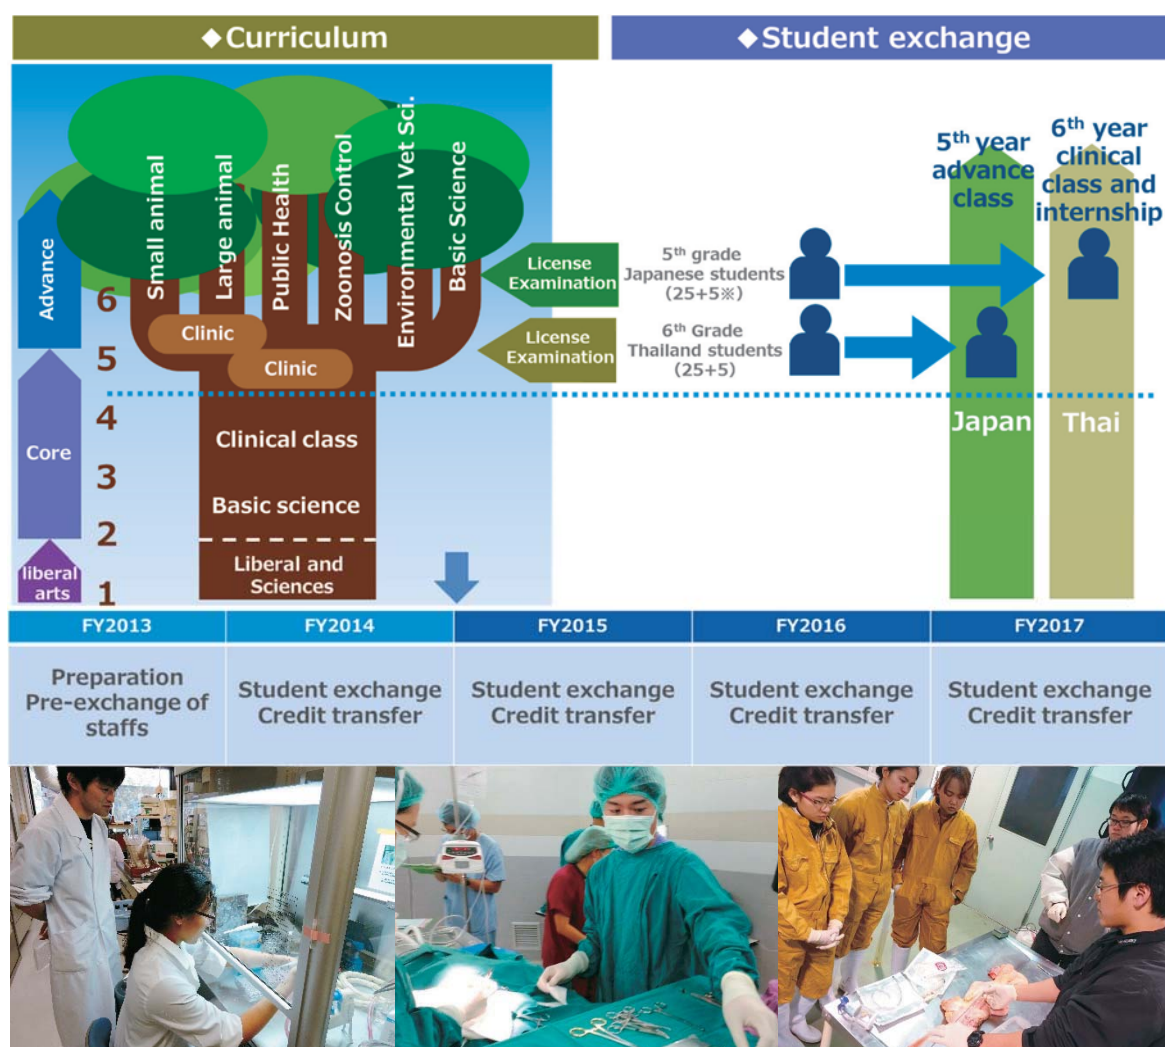 ◆Curriculum
◆Student exchange
Small animal
Large animal
Public Health
Zoonosis Control
Environmental Vet Sci.
Basic Science
Advance
Core
liberal
arts
6
5
4
3
2
1
Clinic
Clinic
Clinical class
Basic science
Liberal and
Sciences
License
Examination
License
Examination
5th grade
Japanese students
(25+5※)
6th Grade
Thailand students
(25+5)
5th year
advance
class
6th year
clinical
class and
internship
Japan
Thai
FY2013
FY2014
FY2015
FY2016
FY2017
Preparation
Pre-exchange of
staffs
Student exchange
Credit transfer
Student exchange
Credit transfer
Student exchange
Credit transfer
Student exchange
Credit transfer